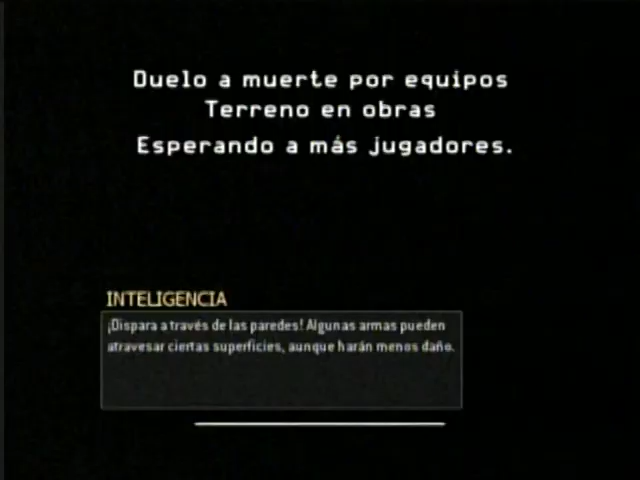 Duelo a muerte por equipos
Terreno en obras
Esperando a más jugadores.
INTELIGENCIA
¡Dispara a través de las paredes! Algunas armas pueden
atravesar ciertas superficies, aunque harán menos daño.